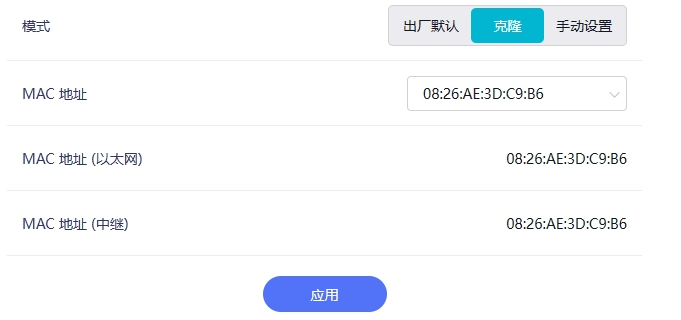 模式 出厂默认 克隆 手动设置
MAC 地址 08:26:AE:3D:C9:B6
MAC 地址 (以太网) 08:26:AE:3D:C9:B6
MAC 地址 (中继) 08:26:AE:3D:C9:B6
应用